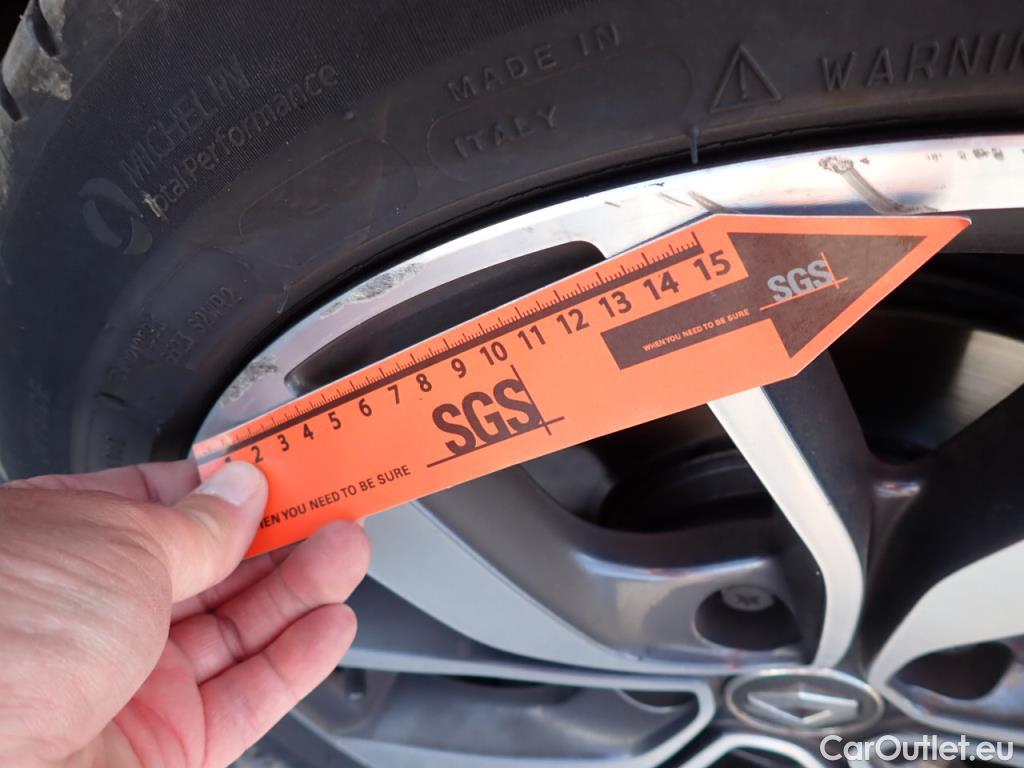 MICHELIN
Total Performance
MADE IN
ITALY
WARNIN
1 2 3 4 5 6 7 8 9 10 11 12 13 14 15
SGS
WHEN YOU NEED TO BE SURE
SGS
HEN YOU NEED TO BE SURE
CarOutlet.eu